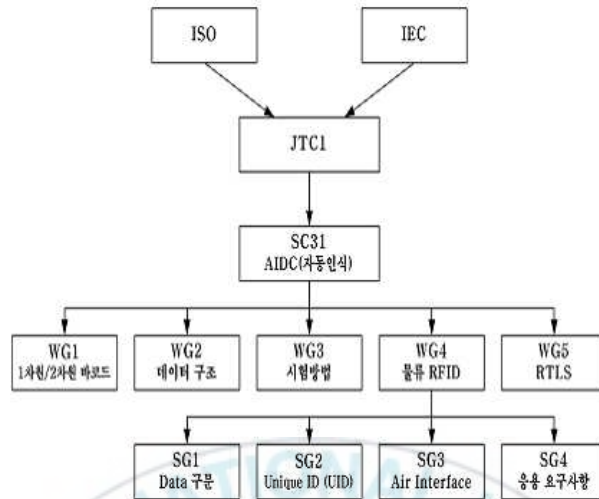 ISO
IEC
JTC1
SC31
AIDC(자동인식)
WG1
1차원/2차원 바코드
WG2
데이터 구조
WG3
시험방법
WG4
물류 RFID
WG5
RTLS
SG1
Data 구문
SG2
Unique ID (UID)
SG3
Air Interface
SG4
응용 요구사항